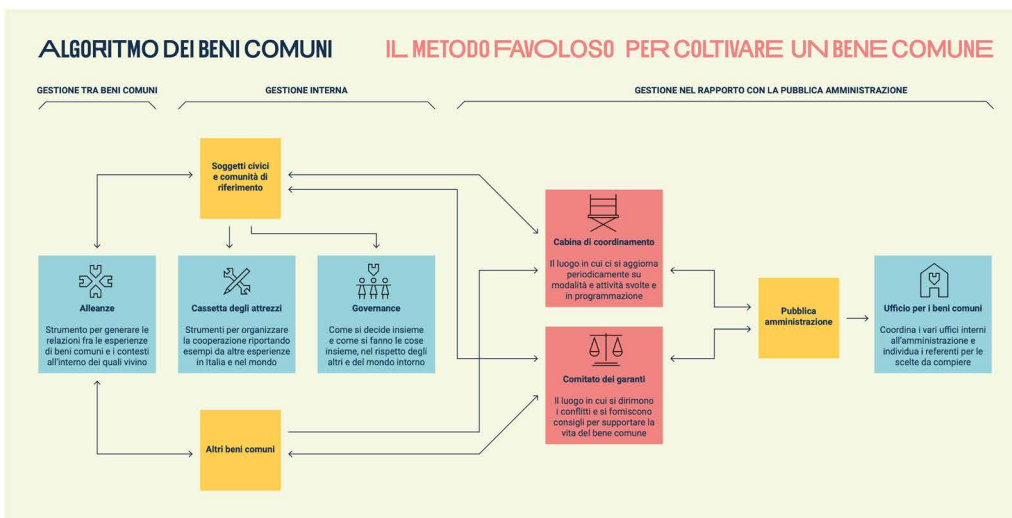 ALGORITMO DEI BENI COMUNI
IL METODO FAVOLOSO PER COLTIVARE UN BENE COMUNE
GESTIONE TRA BENI COMUNI
GESTIONE INTERNA
GESTIONE NEL RAPPORTO CON LA PUBBLICA AMMINISTRAZIONE
Soggetti civici
e comunità di
riferimento
Alleanze
Strumento per generare le
relazioni fra le esperienze
di beni comuni e i contesti
all'interno dei quali vivino
Cassetta degli attrezzi
Strumenti per organizzare
la cooperazione riportando
esempi da altre esperienze
in Italia e nel mondo
Governance
Come si decide insieme
e come si fanno le cose
insieme, nel rispetto degli
altri e del mondo intorno
Altri beni comuni
Cabina di coordinamento
Il luogo in cui ci si aggiorna
periodicamente su
modalità e attività svolte e
in programmazione
Comitato dei garanti
Il luogo in cui si dirimono
i conflitti e si forniscono
consigli per supportare la
vita del bene comune
Pubblica
amministrazione
Ufficio per i beni comuni
Coordina i vari uffici interni
all'amministrazione e
individua i referenti per le
scelte da compiere